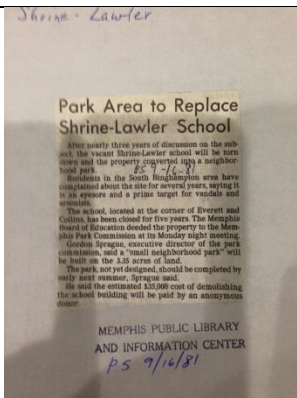 Shrine - Lawler
Park Area to Replace
Shrine-Lawler School
After nearly three years of discussion on the sub-
ject, the vacant Shrine-Lawler school will be torn
down and the property converted into a neighbor-
hood park. PS 9-16-81
Residents in the South Binghampton area have
complained about the site for several years, saying it
is an eyesore and a prime target for vandals and
arsonists.
The school, located at the corner of Everett and
Collins, has been closed for five years. The Memphis
Board of Education deeded the property to the Mem-
phis Park Commission at its Monday night meeting.
Gordon Sprague, executive director of the park
commission, said a "small neighborhood park" will
be built on the 3.35 acres of land.
The park, not yet designed, should be completed by
early next summer, Sprague said.
He said the estimated $35,000 cost of demolishing
the school building will be paid by an anonymous
donor.
MEMPHIS PUBLIC LIBRARY
AND INFORMATION CENTER
PS 9/16/81